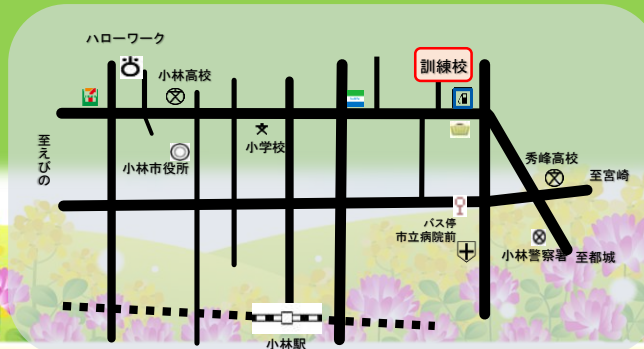 ハローワーク
小林高校
訓練校
至えびの
小林市役所
小学校
秀峰高校
至宮崎
バス停
市立病院前
小林警察署
至都城
小林駅